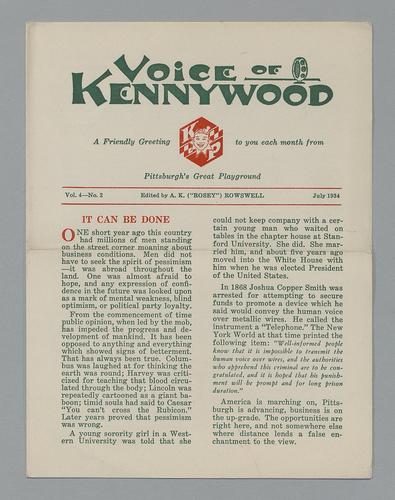 VOICE OF
KENNYWOOD
A Friendly Greeting
K P
to you each month from
Pittsburgh's Great Playground
Vol. 4—No. 2
Edited by A. K. ("ROSEY") ROWSWELL
July 1934
IT CAN BE DONE
ONE short year ago this country
had millions of men standing
on the street corner moaning about
business conditions. Men did not
have to seek the spirit of pessimism
—it was abroad throughout the
land. One was almost afraid to
hope, and any expression of confi-
dence in the future was looked upon
as a mark of mental weakness, blind
optimism, or political party loyalty.
From the commencement of time
public opinion, when led by the mob,
has impeded the progress and de-
velopment of mankind. It has been
opposed to anything and everything
which showed signs of betterment.
That has always been true. Colum-
bus was laughed at for thinking the
earth was round; Harvey was criti-
cized for teaching that blood circu-
lated through the body; Lincoln was
repeatedly cartooned as a giant ba-
boon; timid souls had said to Caesar
"You can't cross the Rubicon."
Later years proved that pessimism
was wrong.
A young sorority girl in a West-
ern University was told that she
could not keep company with a cer-
tain young man who waited on
tables in the chapter house at Stan-
ford University. She did. She mar-
ried him, and about five years ago
moved into the White House with
him when he was elected President
of the United States.
In 1868 Joshua Copper Smith was
arrested for attempting to secure
funds to promote a device which he
said would convey the human voice
over metallic wires. He called the
instrument a "Telephone." The New
York World at that time printed the
following item: "Well-informed people
know that it is impossible to transmit the
human voice over wires, and the authorities
who apprehend this criminal are to be con-
gratulated, and it is hoped that his punish-
ment will be prompt and for long prison
duration."
America is marching on, Pitts-
burgh is advancing, business is on
the up-grade. The opportunities are
right here, and not somewhere else
where distance lends a false en-
chantment to the view.